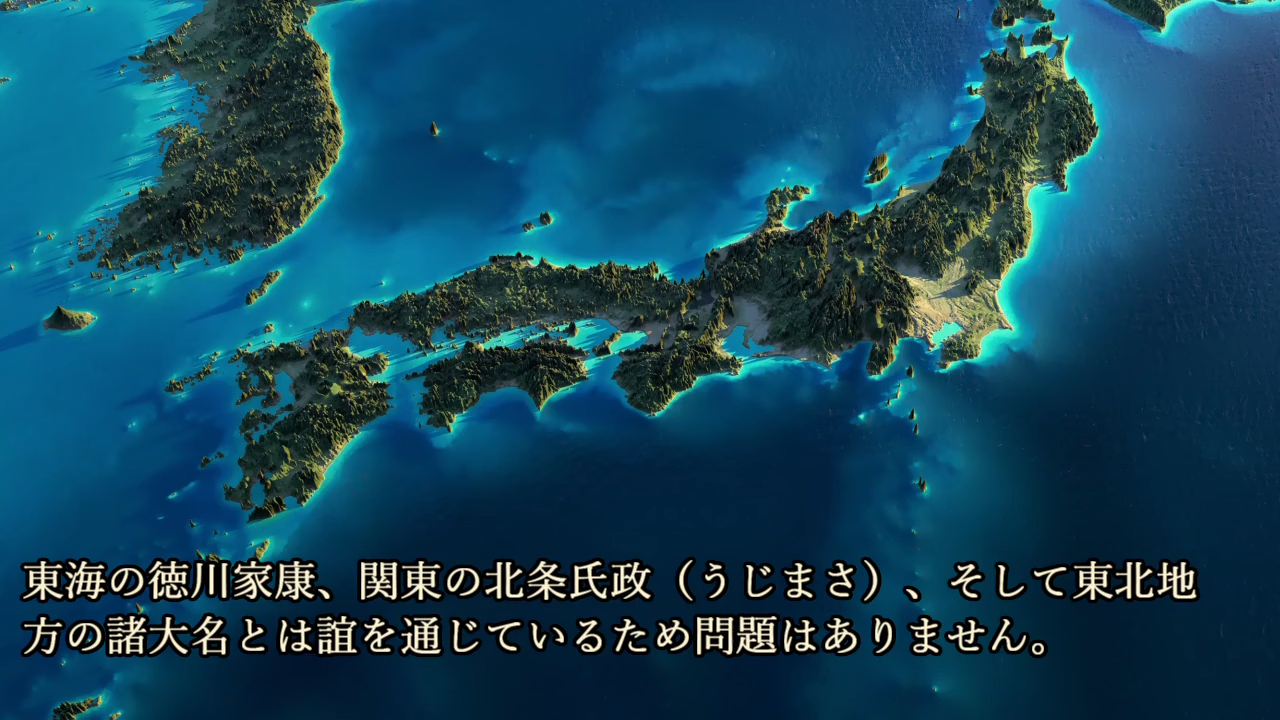 東海の徳川家康、関東の北条氏政（うじまさ）、そして東北地
方の諸大名とは誼を通じているため問題はありません。